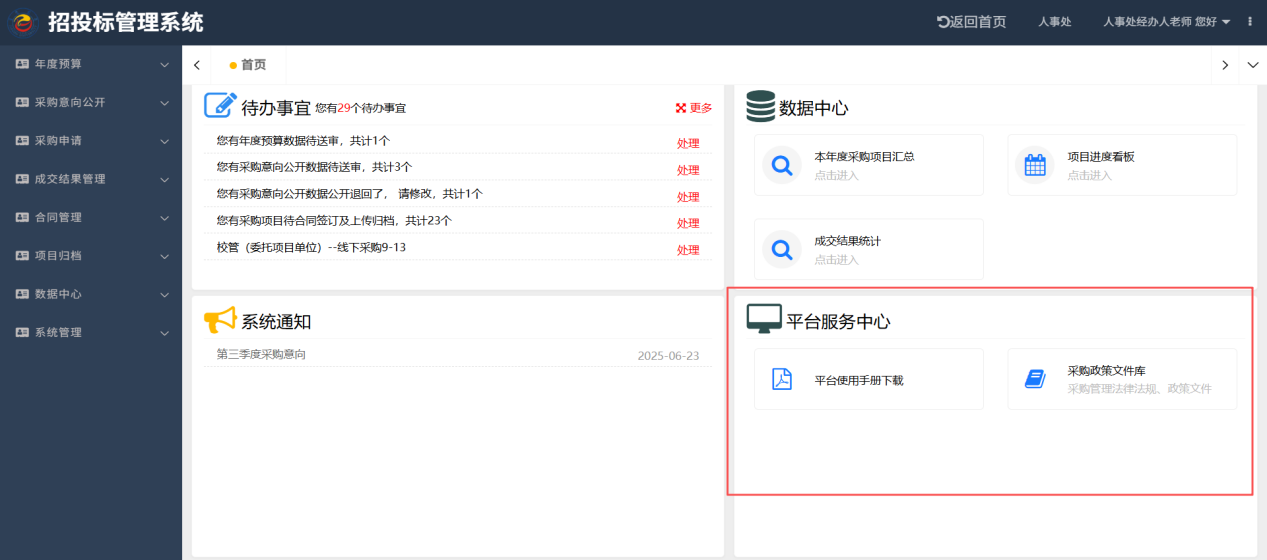 招投标管理系统
返回首页
人事处
人事处经办人老师 您好
年度预算
采购意向公开
采购申请
成交结果管理
合同管理
项目归档
数据中心
系统管理
首页
待办事宜 您有29个待办事宜
更多
您有年度预算数据待送审，共计1个
处理
您有采购意向公开数据待送审，共计3个
处理
您有采购意向公开数据公开退回了， 请修改，共计1个
处理
您有采购项目待合同签订及上传归档，共计23个
处理
校管（委托项目单位）--线下采购9-13
处理
数据中心
本年度采购项目汇总
点击进入
项目进度看板
点击进入
成交结果统计
点击进入
系统通知
第三季度采购意向
2025-06-23
平台服务中心
平台使用手册下载
采购政策文件库
采购管理法律法规、政策文件